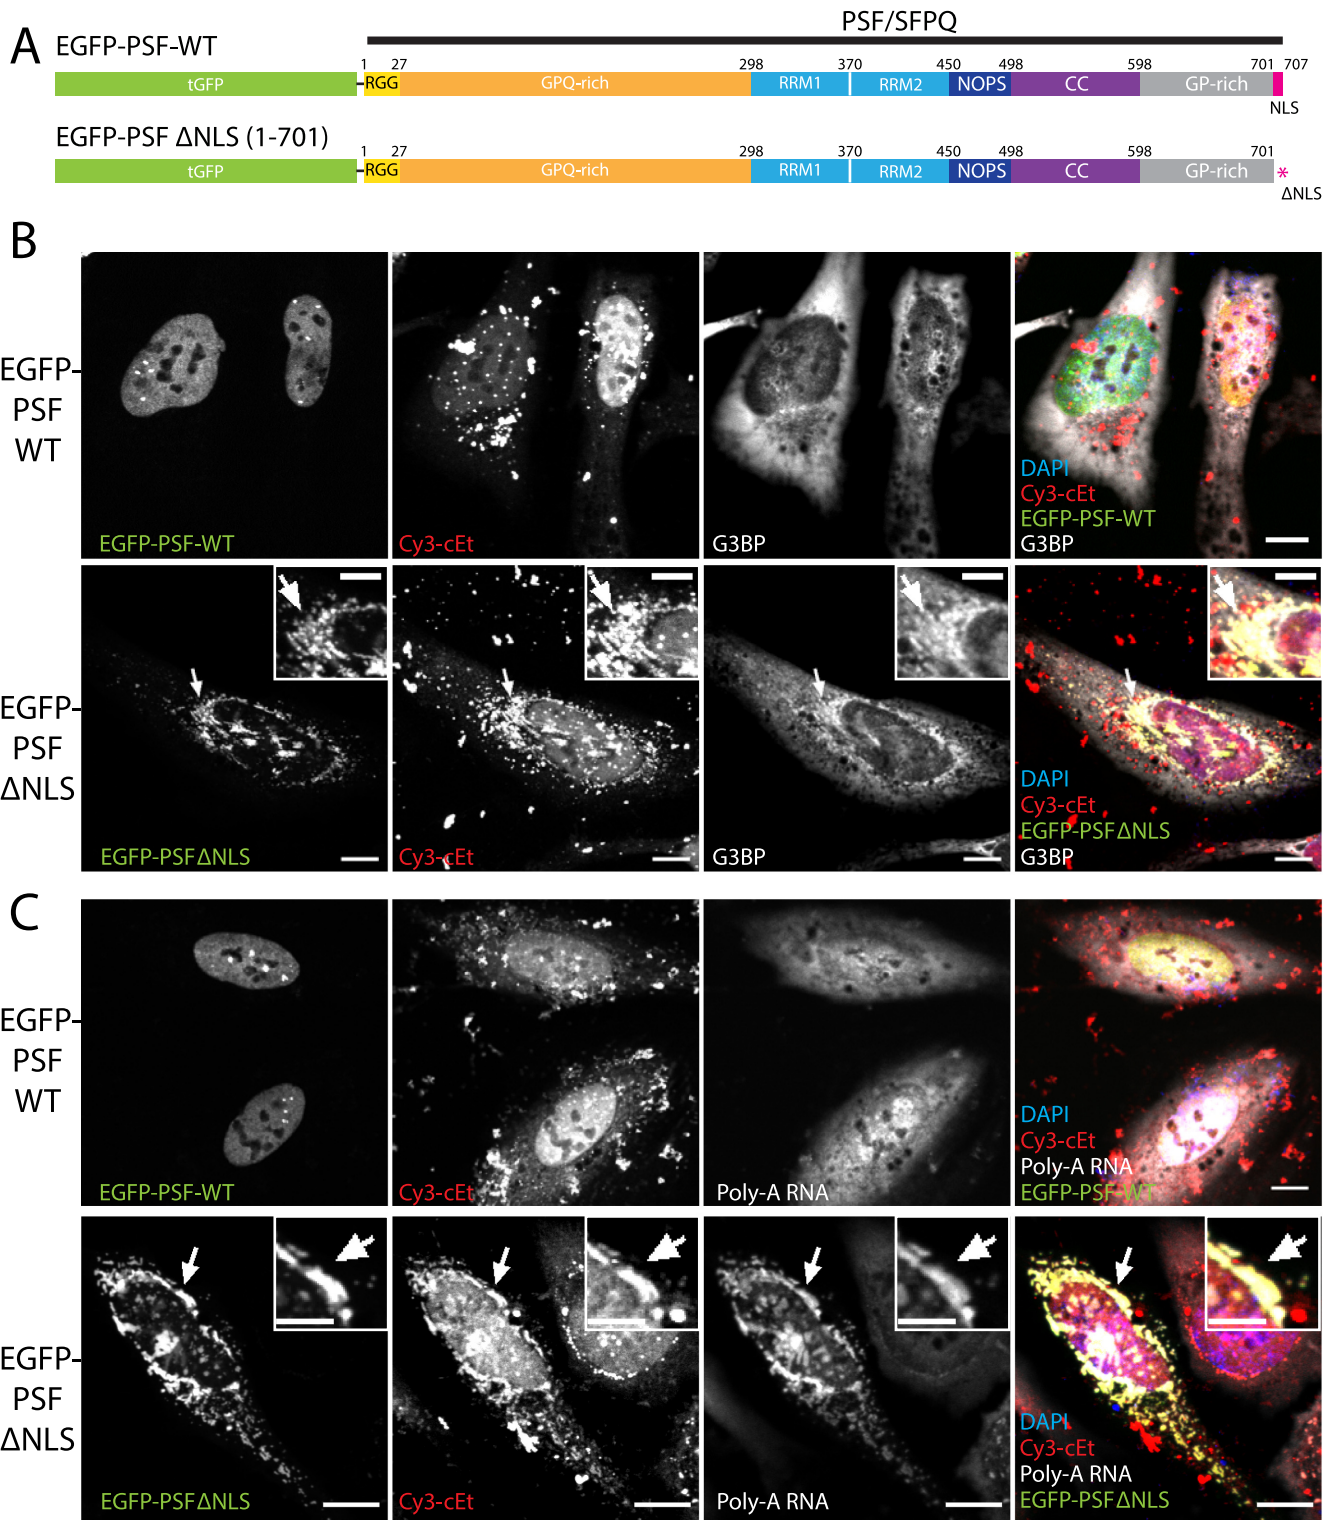 A
PSF/SFPQ
EGFP-PSF-WT
1 27 298 370 450 498 598 701 707
tGFP RGG GPQ-rich RRM1 RRM2 NOPS CC GP-rich
NLS
EGFP-PSF ΔNLS (1-701)
1 27 298 370 450 498 598 701
tGFP RGG GPQ-rich RRM1 RRM2 NOPS CC GP-rich *
ΔNLS
B
EGFP-
PSF
WT
EGFP-PSF-WT
Cy3-cEt
G3BP
DAPI
Cy3-cEt
EGFP-PSF-WT
G3BP
EGFP-
PSF
ΔNLS
EGFP-PSFΔNLS
Cy3-cEt
G3BP
DAPI
Cy3-cEt
EGFP-PSFΔNLS
G3BP
C
EGFP-
PSF
WT
EGFP-PSF-WT
Cy3-cEt
Poly-A RNA
DAPI
Cy3-cEt
Poly-A RNA
EGFP-PSF-WT
EGFP-
PSF
ΔNLS
EGFP-PSFΔNLS
Cy3-cEt
Poly-A RNA
DAPI
Cy3-cEt
Poly-A RNA
EGFP-PSFΔNLS